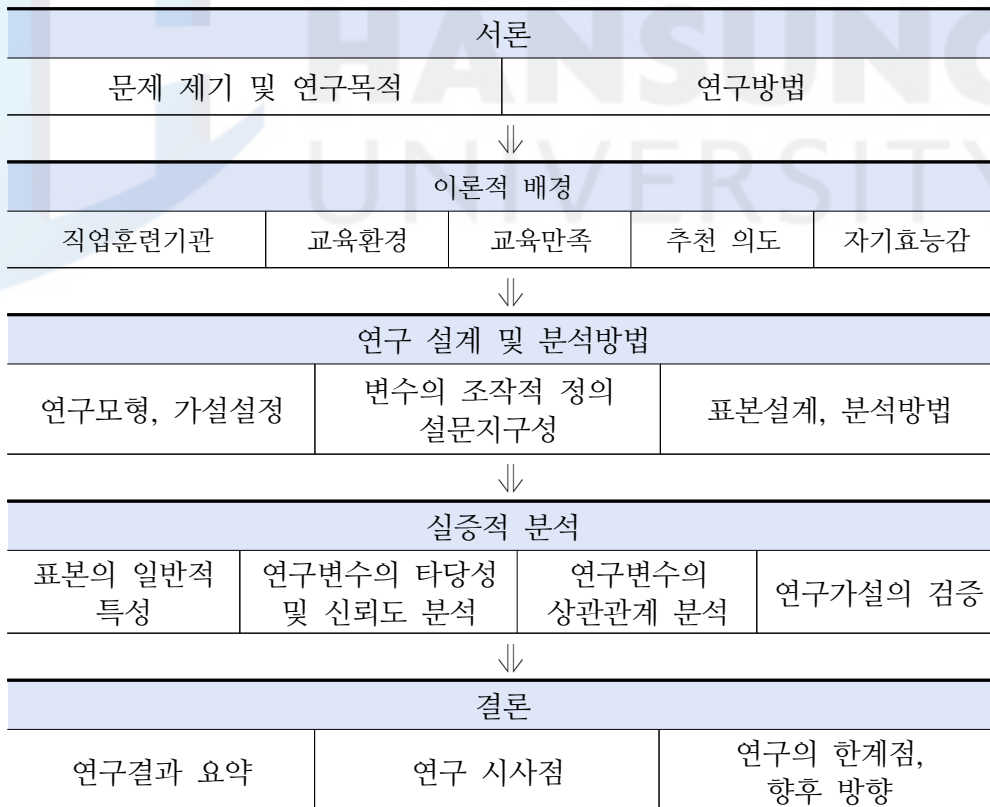 HANSUNG
UNIVERSITY
서론
문제 제기 및 연구목적
연구방법
⇓
이론적 배경
직업훈련기관
교육환경
교육만족
추천 의도
자기효능감
⇓
연구 설계 및 분석방법
연구모형, 가설설정
변수의 조작적 정의
설문지구성
표본설계, 분석방법
⇓
실증적 분석
표본의 일반적
특성
연구변수의 타당성
및 신뢰도 분석
연구변수의
상관관계 분석
연구가설의 검증
⇓
결론
연구결과 요약
연구 시사점
연구의 한계점,
향후 방향